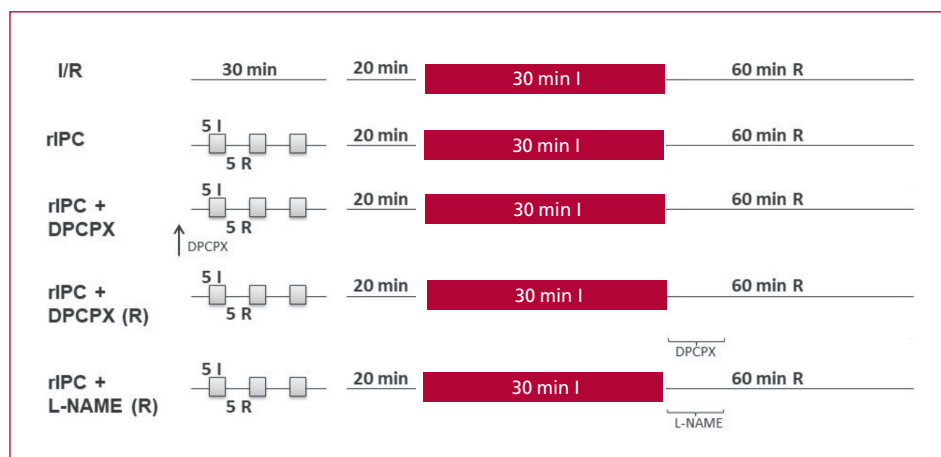 I/R 30 min 20 min 30 min I 60 min R
5 I
rIPC 20 min 30 min I 60 min R
5 R
5 I
rIPC + 20 min 30 min I 60 min R
DPCPX 5 R
DPCPX
5 I
rIPC + 20 min 30 min I 60 min R
DPCPX (R) 5 R
DPCPX
5 I
rIPC + 20 min 30 min I 60 min R
L-NAME (R) 5 R
L-NAME